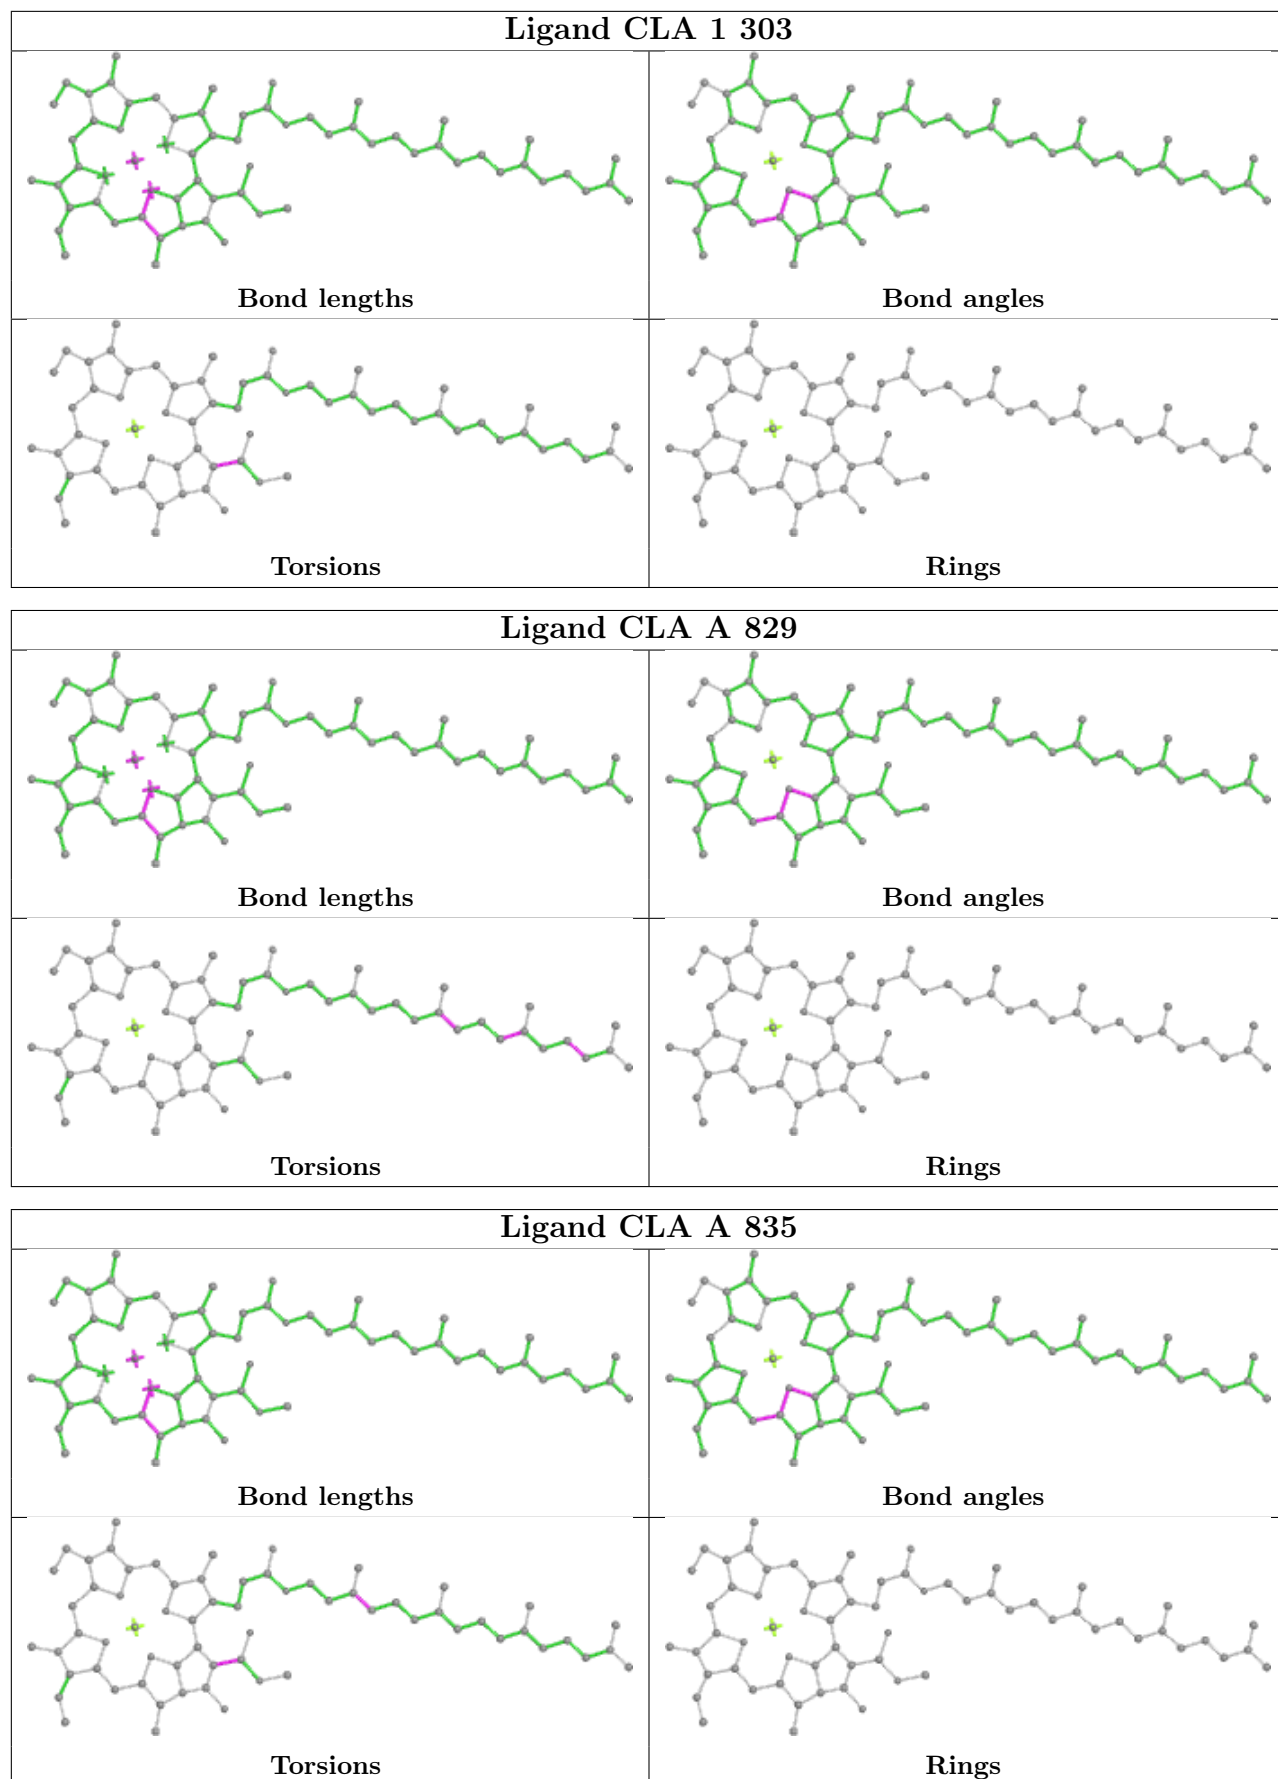 Ligand CLA 1 303
Bond lengths
Bond angles
Torsions
Rings
Ligand CLA A 829
Bond lengths
Bond angles
Torsions
Rings
Ligand CLA A 835
Bond lengths
Bond angles
Torsions
Rings